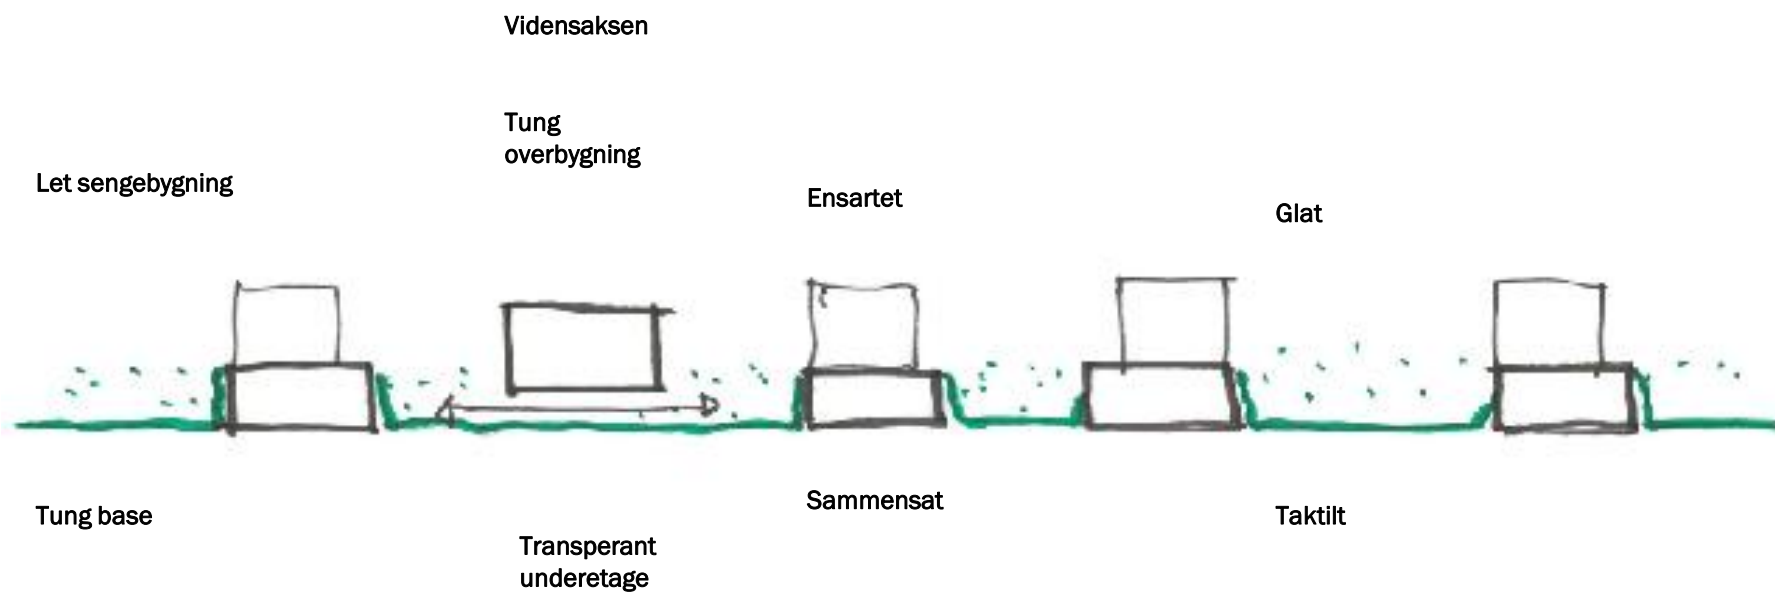 Vidensaksen
Tung
overbygning
Let sengebygning
Ensartet
Glat
Tung base
Sammensat
Taktilt
Transperant
underetage